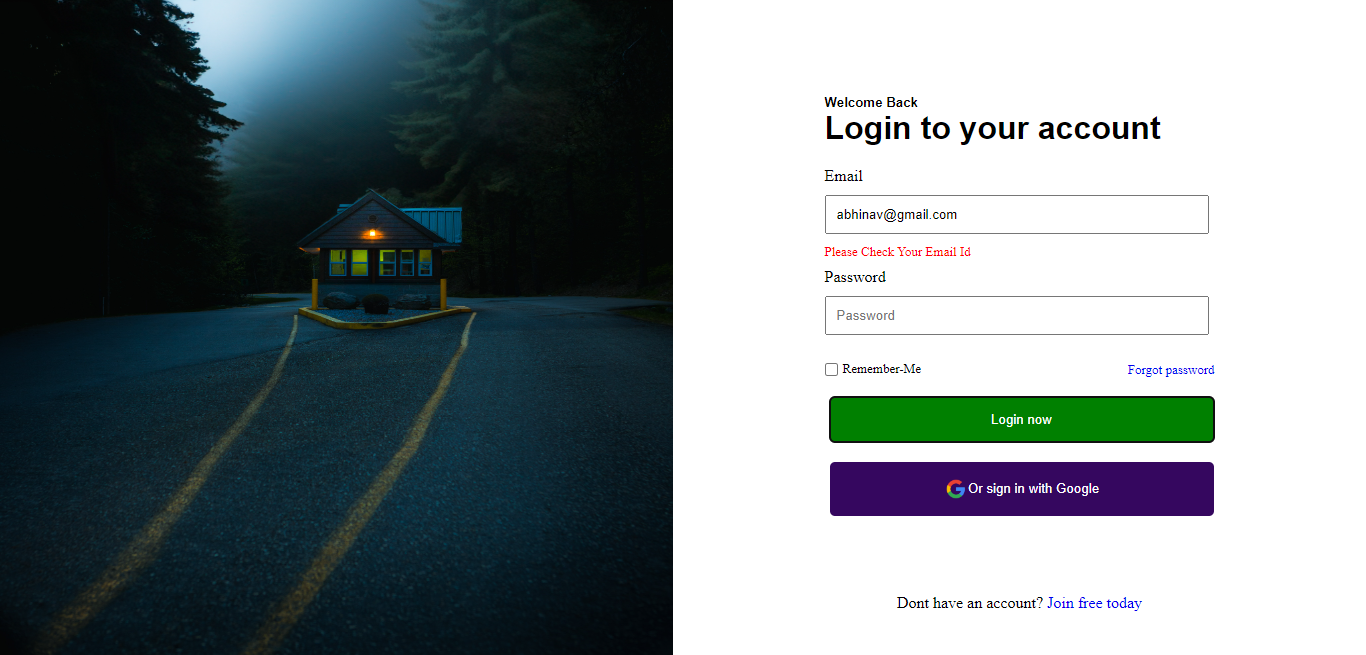 Welcome Back
Login to your account
Email
abhinav@gmail.com
Please Check Your Email Id
Password
Password
Remember-Me Forgot password
Login now
Or sign in with Google
Dont have an account? Join free today